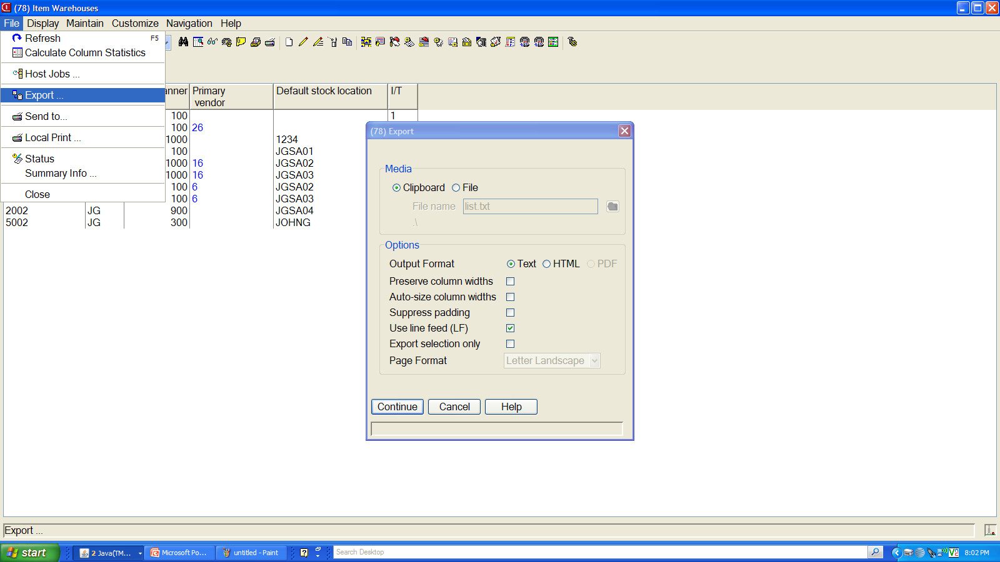 (78) Item Warehouses
File Display Maintain Customize Navigation Help
Refresh F5
Calculate Column Statistics
Host Jobs ...
Export ...
Send to...
Local Print ...
Status
Summary Info ...
Close
anner Primary vendor Default stock location I/T
100 1
100 26
1000 1234
100 JGSA01
1000 16 JGSA02
1000 16 JGSA03
100 6 JGSA02
100 6 JGSA03
2002 JG 900 JGSA04
5002 JG 300 JOHNG
(78) Export
Media
Clipboard File
File name list.txt
.\
Options
Output Format Text HTML PDF
Preserve column widths
Auto-size column widths
Suppress padding
Use line feed (LF)
Export selection only
Page Format Letter Landscape
Continue Cancel Help
Export ...
start 2 Java(TM... Microsoft Po... untitled - Paint Search Desktop 8:02 PM